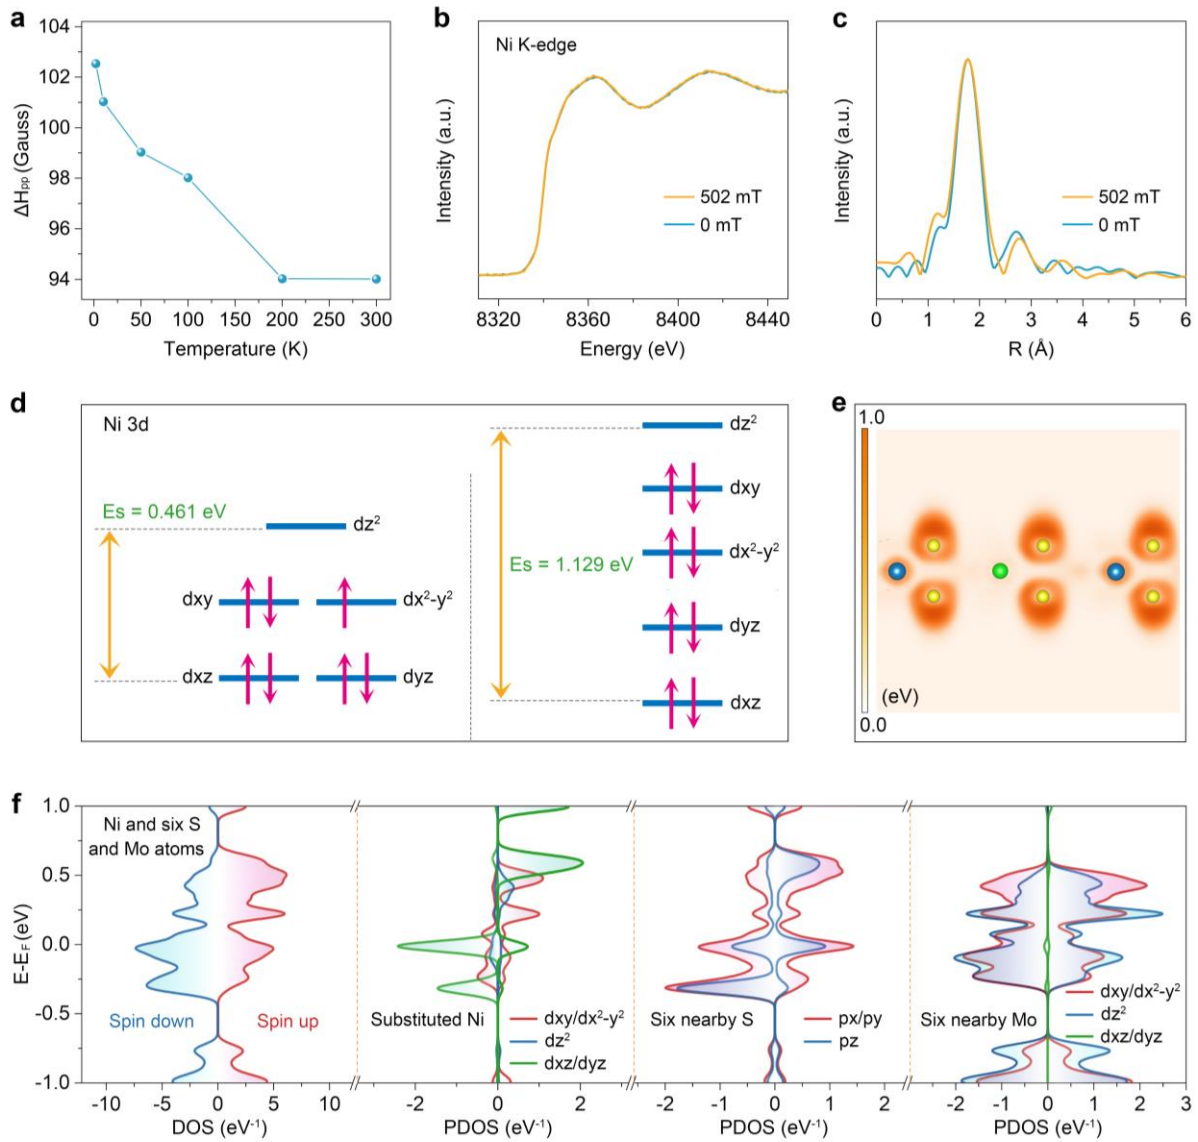 a
104
102
100
98
96
94
ΔHpp (Gauss)
0 50 100 150 200 250 300
Temperature (K)
b
Ni K-edge
Intensity (a.u.)
502 mT
0 mT
8320 8360 8400 8440
Energy (eV)
c
Intensity (a.u.)
502 mT
0 mT
0 1 2 3 4 5 6
R (Å)
d
Ni 3d
Es = 0.461 eV
dz²
dxy
dx²-y²
dxz
dyz
dz²
dxy
dx²-y²
Es = 1.129 eV
dyz
dxz
e
1.0
(eV)
0.0
f
1.0
0.5
0.0
-0.5
-1.0
E-EF (eV)
Ni and six S
and Mo atoms
Spin down
Spin up
-10 -5 0 5 10
DOS (eV⁻¹)
Substituted Ni
dxy/dx²-y²
dz²
dxz/dyz
-2 0 2
PDOS (eV⁻¹)
Six nearby S
px/py
pz
-2 -1 0 1 2
PDOS (eV⁻¹)
Six nearby Mo
dxy/dx²-y²
dz²
dxz/dyz
-3 -2 -1 0 1 2 3
PDOS (eV⁻¹)